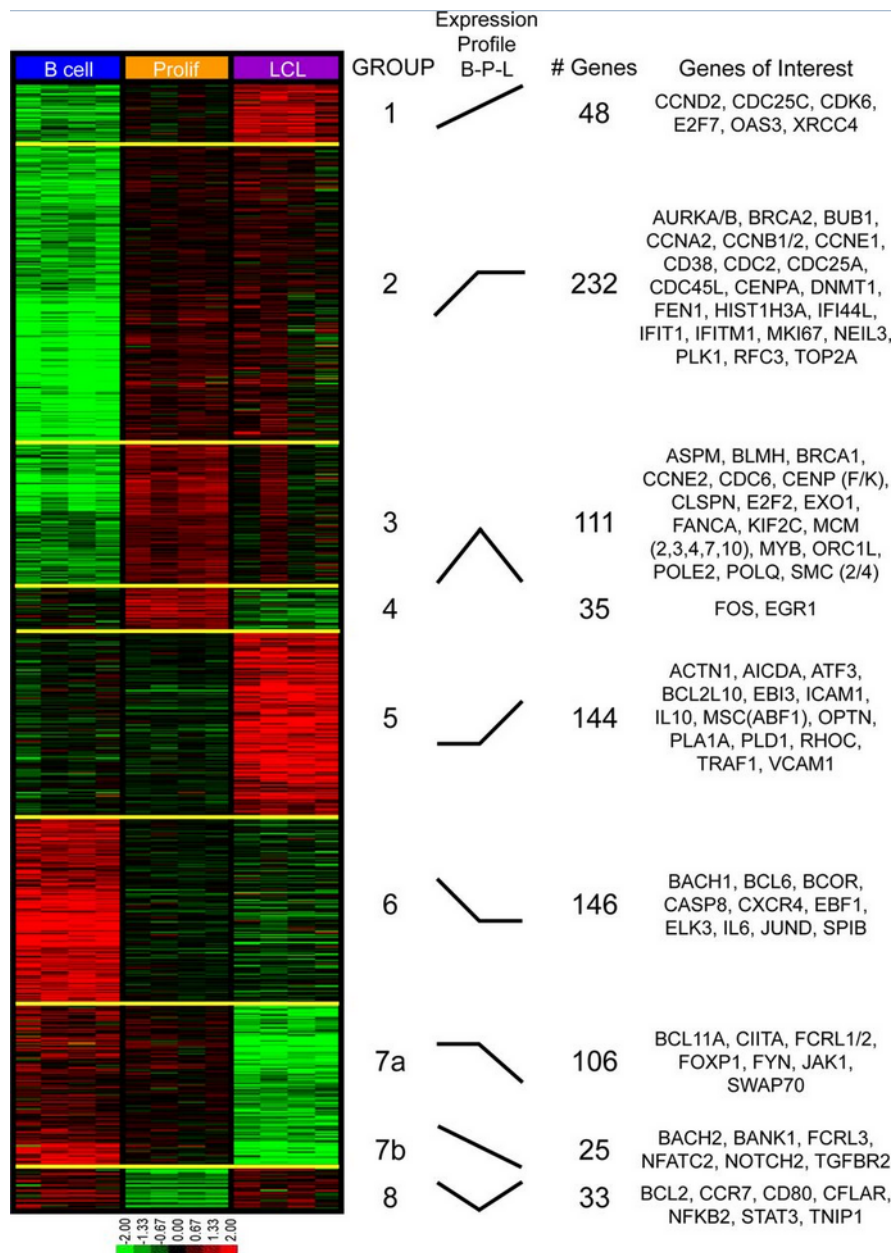 Expression
Profile
B-P-L
B cell
Prolif
LCL
GROUP
# Genes
Genes of Interest
1
48
CCND2, CDC25C, CDK6,
E2F7, OAS3, XRCC4
2
232
AURKA/B, BRCA2, BUB1,
CCNA2, CCNB1/2, CCNE1,
CD38, CDC2, CDC25A,
CDC45L, CENPA, DNMT1,
FEN1, HIST1H3A, IFI44L,
IFIT1, IFITM1, MKI67, NEIL3,
PLK1, RFC3, TOP2A
3
111
ASPM, BLMH, BRCA1,
CCNE2, CDC6, CENP (F/K),
CLSPN, E2F2, EXO1,
FANCA, KIF2C, MCM
(2,3,4,7,10), MYB, ORC1L,
POLE2, POLQ, SMC (2/4)
4
35
FOS, EGR1
5
144
ACTN1, AICDA, ATF3,
BCL2L10, EBI3, ICAM1,
IL10, MSC(ABF1), OPTN,
PLA1A, PLD1, RHOC,
TRAF1, VCAM1
6
146
BACH1, BCL6, BCOR,
CASP8, CXCR4, EBF1,
ELK3, IL6, JUND, SPIB
7a
106
BCL11A, CIITA, FCRL1/2,
FOXP1, FYN, JAK1,
SWAP70
7b
25
BACH2, BANK1, FCRL3,
NFATC2, NOTCH2, TGFBR2
8
33
BCL2, CCR7, CD80, CFLAR,
NFKB2, STAT3, TNIP1
-2.00
-1.33
-0.67
0.00
0.67
1.33
2.00